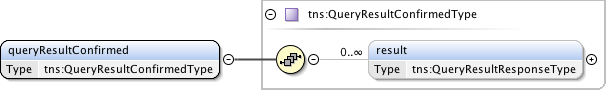 tns:QueryResultConfirmedType
queryResultConfirmed
Type tns:QueryResultConfirmedType
0..∞
result
Type tns:QueryResultResponseType